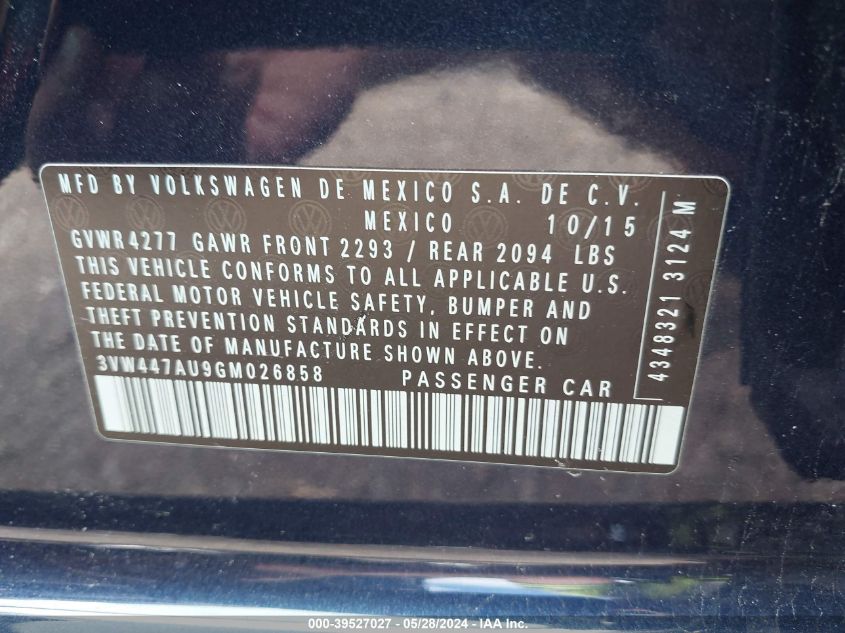 MFD BY VOLKSWAGEN DE MEXICO S.A. DE C.V.
MEXICO 10/15
GVWR4277 GAWR FRONT 2293 / REAR 2094 LBS
THIS VEHICLE CONFORMS TO ALL APPLICABLE U.S.
FEDERAL MOTOR VEHICLE SAFETY, BUMPER AND
THEFT PREVENTION STANDARDS IN EFFECT ON
THE DATE OF MANUFACTURE SHOWN ABOVE.
3VW447AU9GM026858 PASSENGER CAR
4348321 3124 M
000-39527027 - 05/28/2024 - IAA Inc.